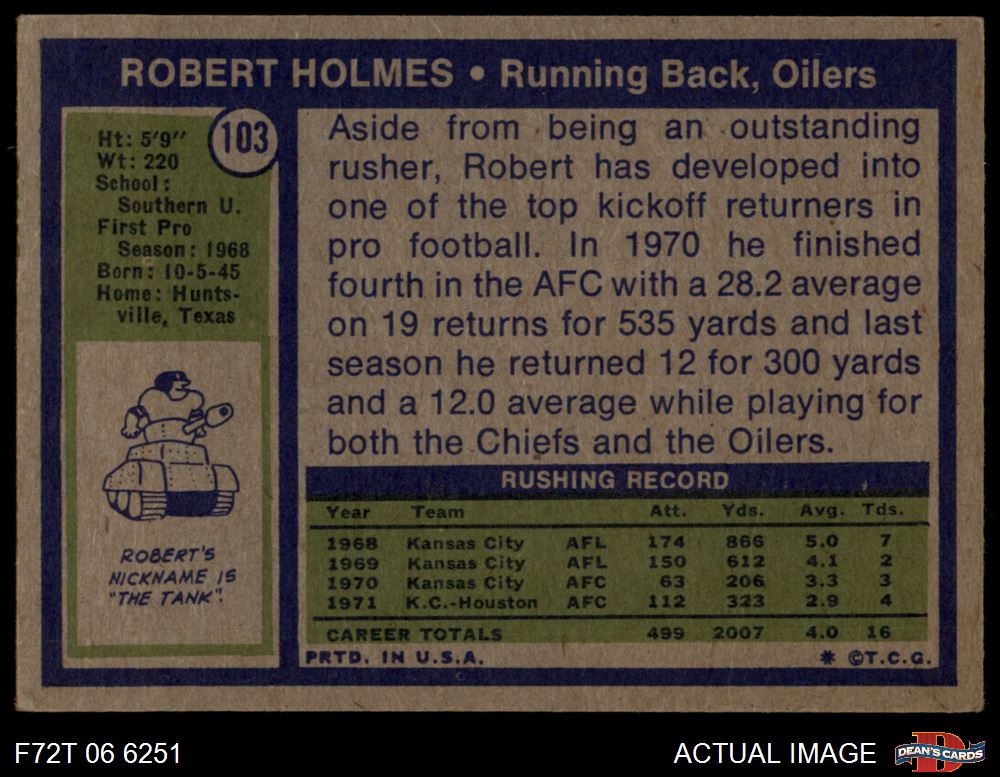 ROBERT HOLMES • Running Back, Oilers
103
Ht: 5'9"
Wt: 220
School:
Southern U.
First Pro
Season: 1968
Born: 10-5-45
Home: Hunts-
ville, Texas
ROBERT'S
NICKNAME IS
"THE TANK".
Aside from being an outstanding
rusher, Robert has developed into
one of the top kickoff returners in
pro football. In 1970 he finished
fourth in the AFC with a 28.2 average
on 19 returns for 535 yards and last
season he returned 12 for 300 yards
and a 12.0 average while playing for
both the Chiefs and the Oilers.
RUSHING RECORD
Year Team Att. Yds. Avg. Tds.
1968 Kansas City AFL 174 866 5.0 7
1969 Kansas City AFL 150 612 4.1 2
1970 Kansas City AFC 63 206 3.3 3
1971 K.C.-Houston AFC 112 323 2.9 4
CAREER TOTALS 499 2007 4.0 16
PRTD. IN U.S.A. * ©T.C.G.
F72T 06 6251 ACTUAL IMAGE D DEAN'S CARDS